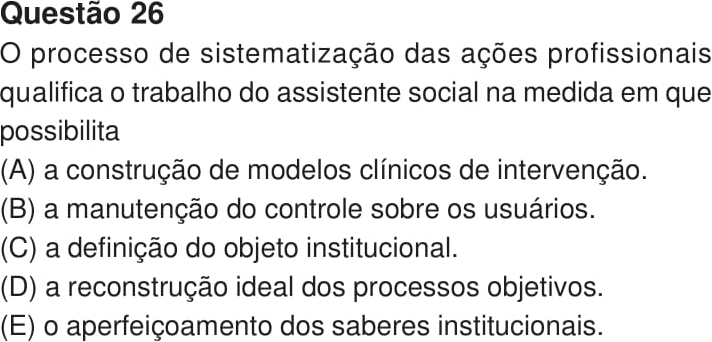 Questão 26
O processo de sistematização das ações profissionais
qualifica o trabalho do assistente social na medida em que
possibilita
(A) a construção de modelos clínicos de intervenção.
(B) a manutenção do controle sobre os usuários.
(C) a definição do objeto institucional.
(D) a reconstrução ideal dos processos objetivos.
(E) o aperfeiçoamento dos saberes institucionais.